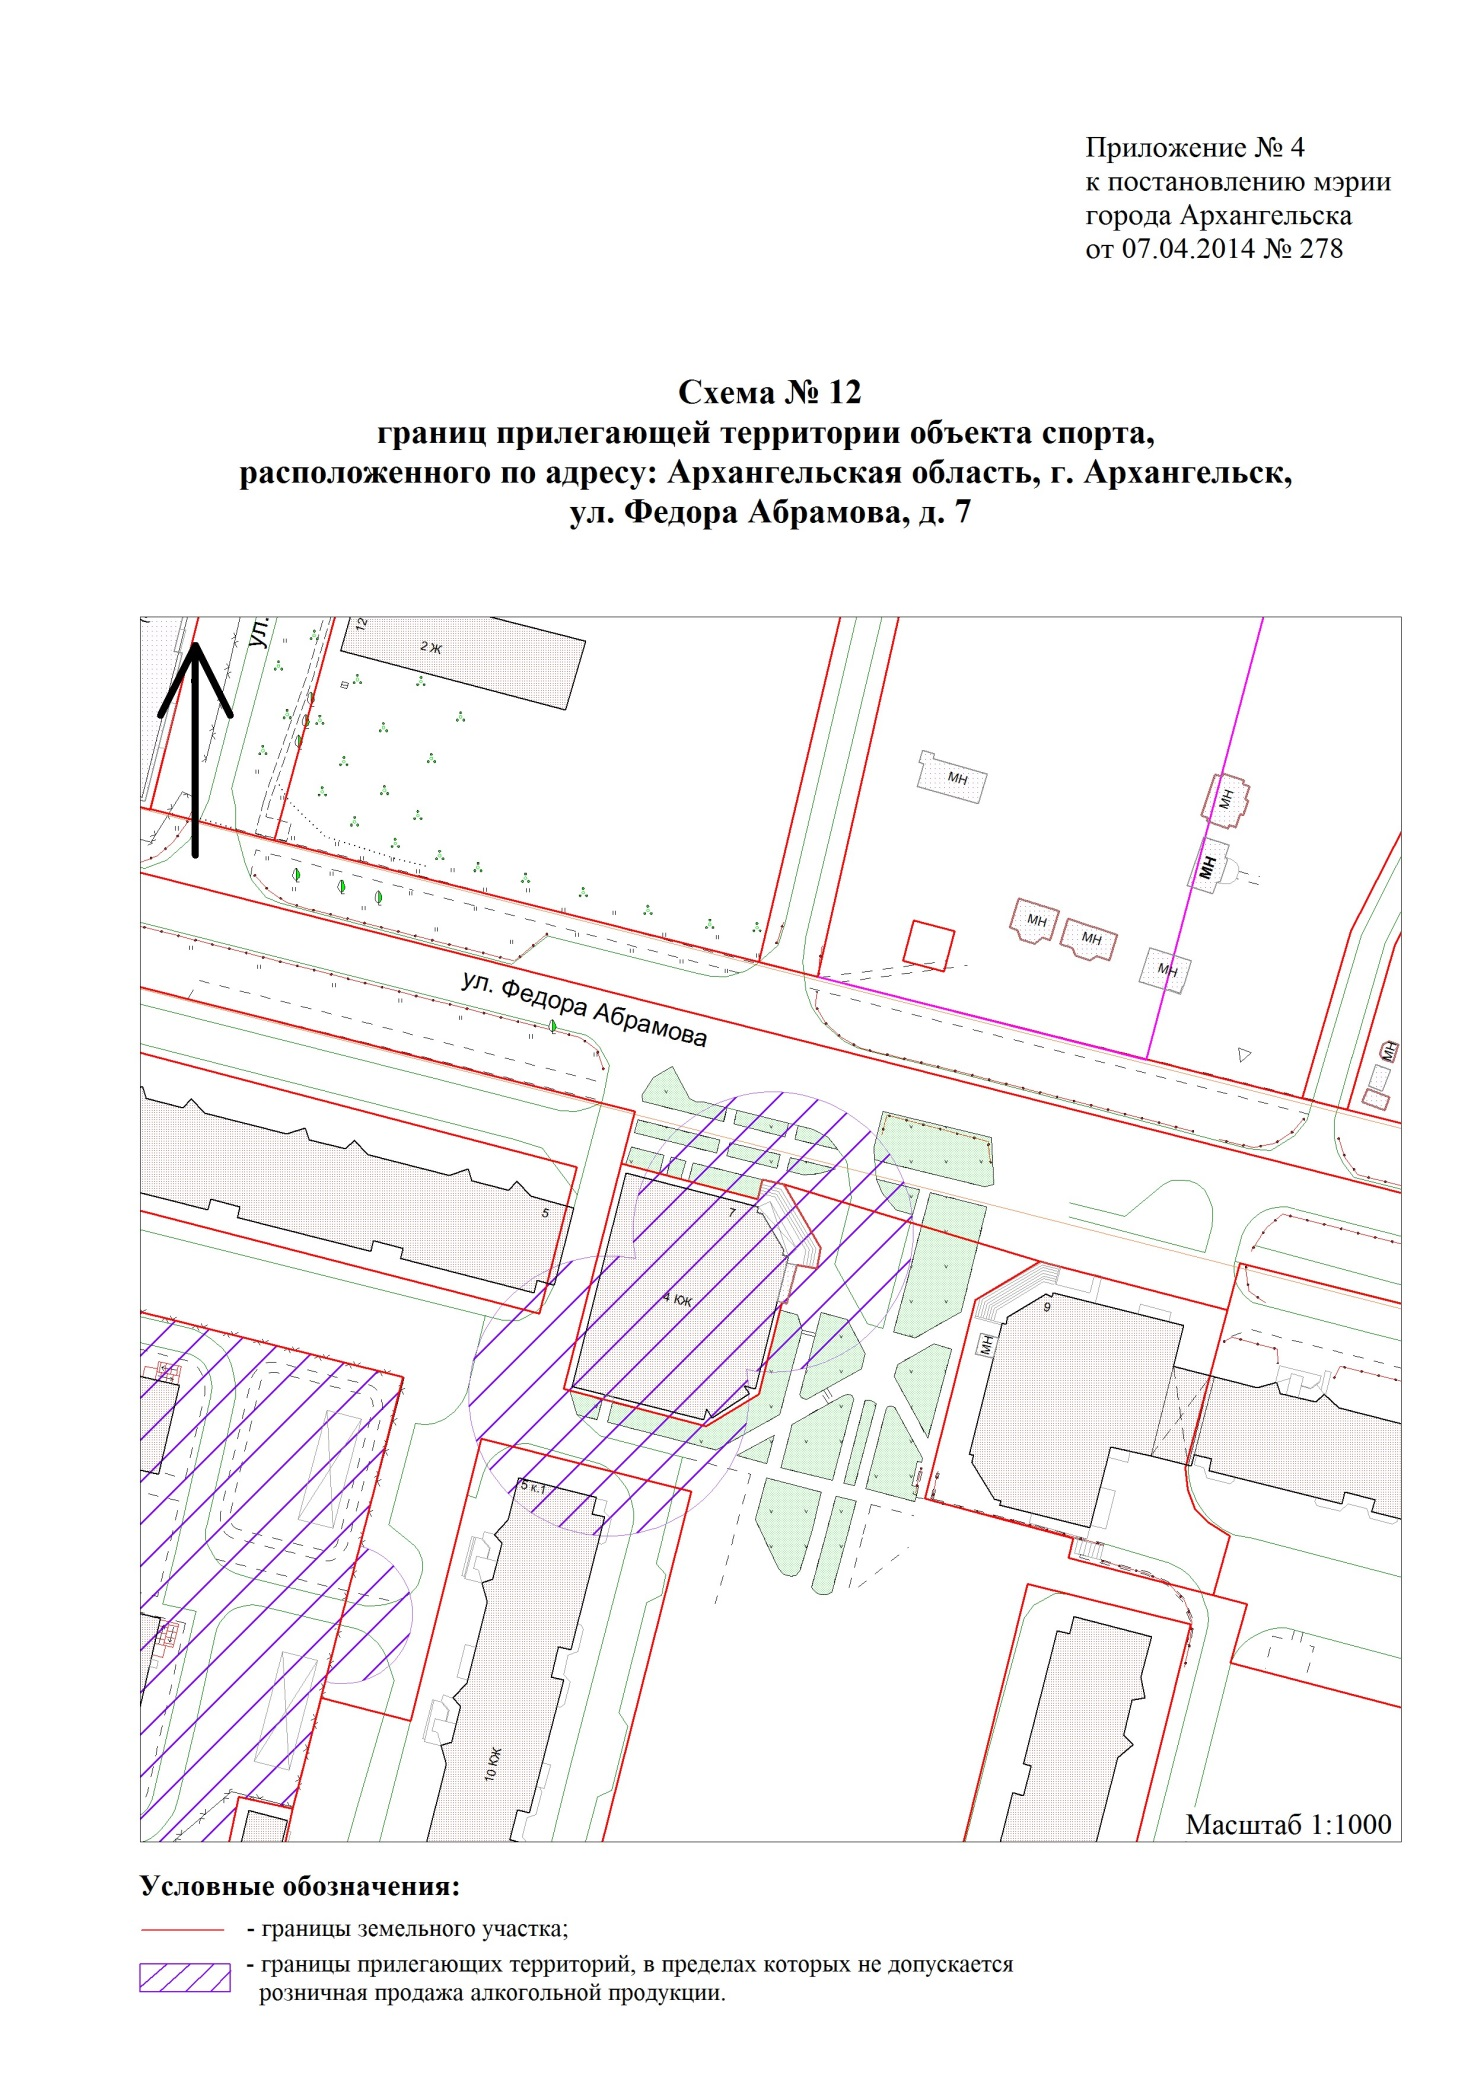 Приложение № 4
к постановлению мэрии
города Архангельска
от 07.04.2014 № 278
Схема № 12
границ прилегающей территории объекта спорта,
расположенного по адресу: Архангельская область, г. Архангельск,
ул. Федора Абрамова, д. 7
ул.
12
2 Ж
МН
МН
МН
МН
МН
МН
МН
ул. Федора Абрамова
5
7
4 КЖ
9
МН
5 к.1
10 КЖ
Масштаб 1:1000
Условные обозначения:
- границы земельного участка;
- границы прилегающих территорий, в пределах которых не допускается
розничная продажа алкогольной продукции.